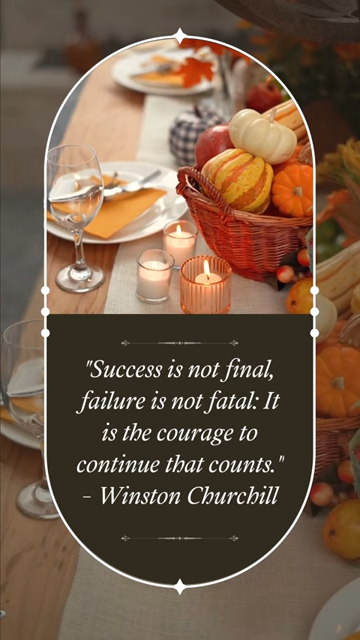 "Success is not final,
failure is not fatal: It
is the courage to
continue that counts."
- Winston Churchill